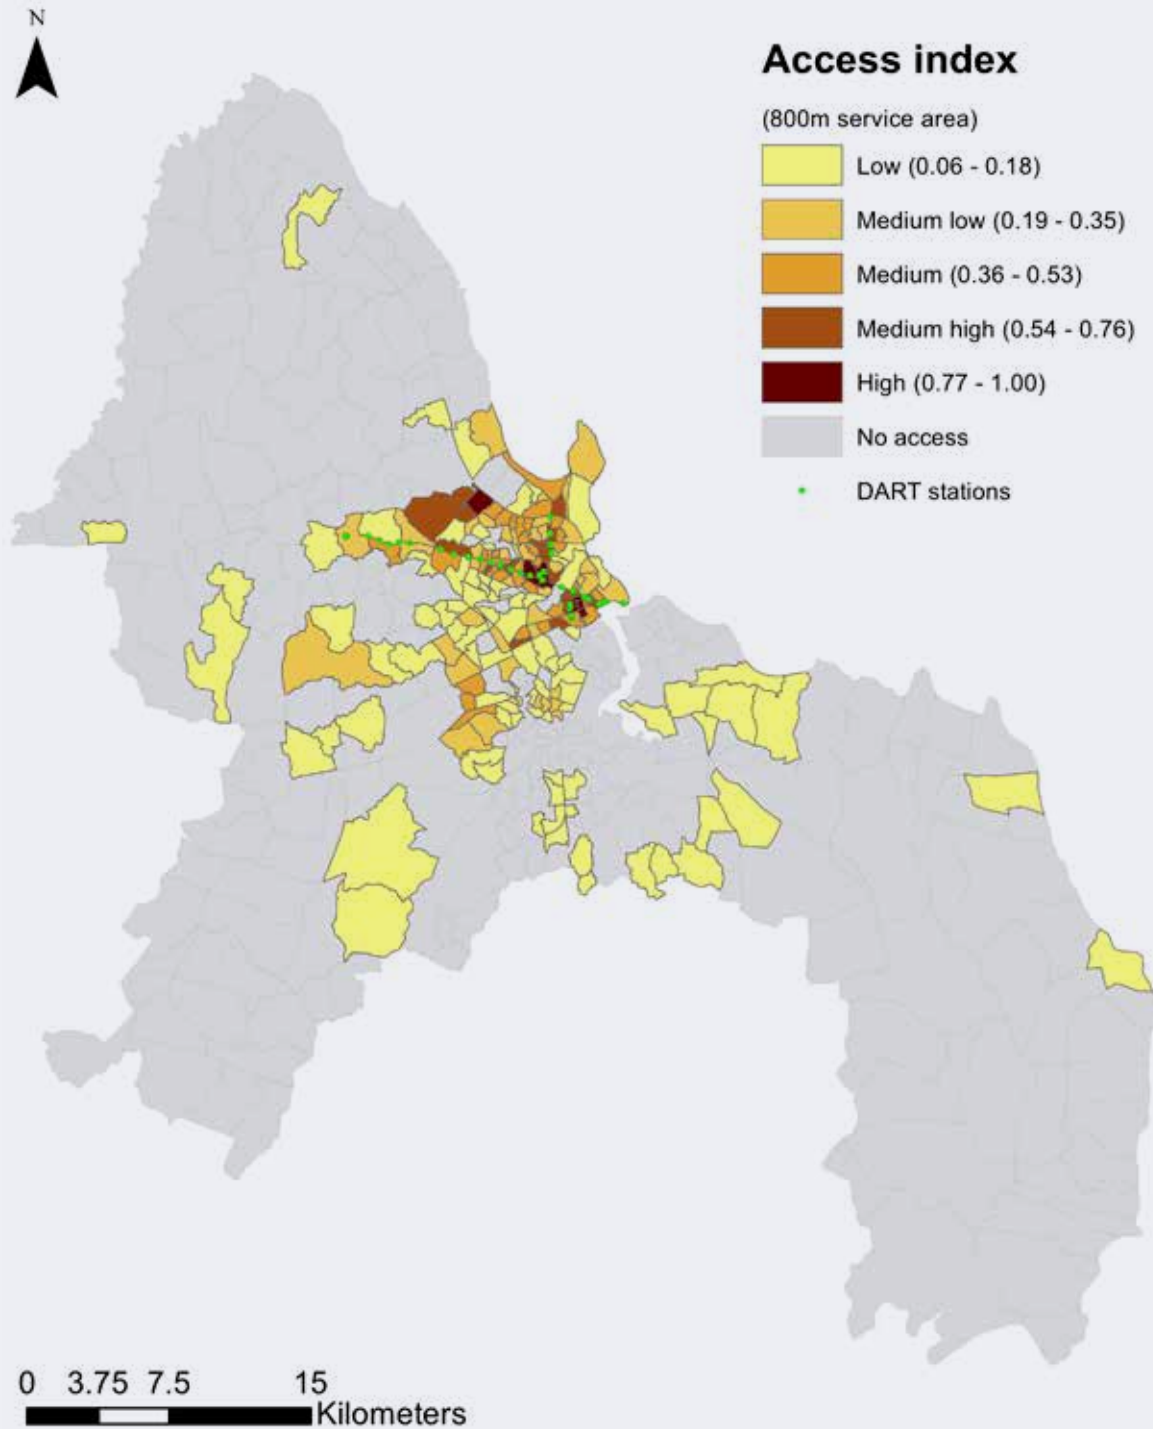 N
Access index
(800m service area)
Low (0.06 - 0.18)
Medium low (0.19 - 0.35)
Medium (0.36 - 0.53)
Medium high (0.54 - 0.76)
High (0.77 - 1.00)
No access
DART stations
0 3.75 7.5 15
Kilometers